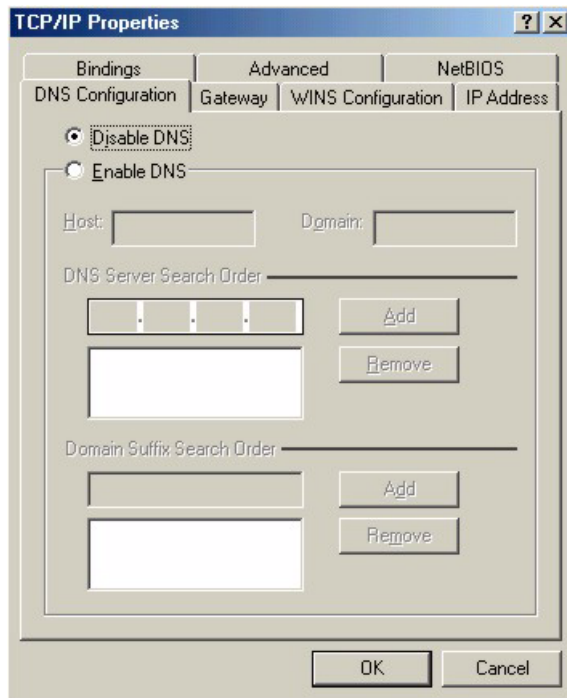 TCP/IP Properties
Bindings Advanced NetBIOS
DNS Configuration Gateway WINS Configuration IP Address
Disable DNS
Enable DNS
Host: Domain:
DNS Server Search Order
Add
Remove
Domain Suffix Search Order
Add
Remove
OK Cancel